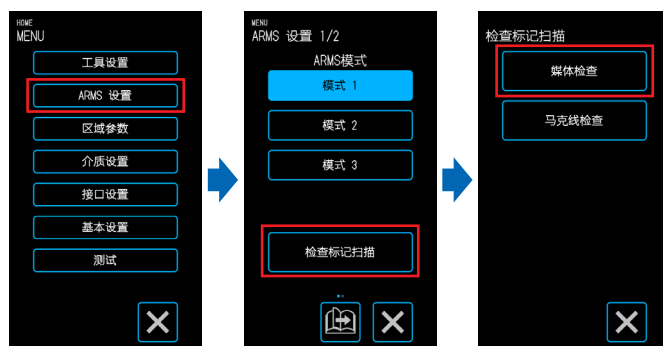 HOME
MENU
工具设置
ARMS 设置
区域参数
介质设置
接口设置
基本设置
测试
MENU
ARMS 设置 1/2
ARMS模式
模式 1
模式 2
模式 3
检查标记扫描
检查标记扫描
媒体检查
马克线检查